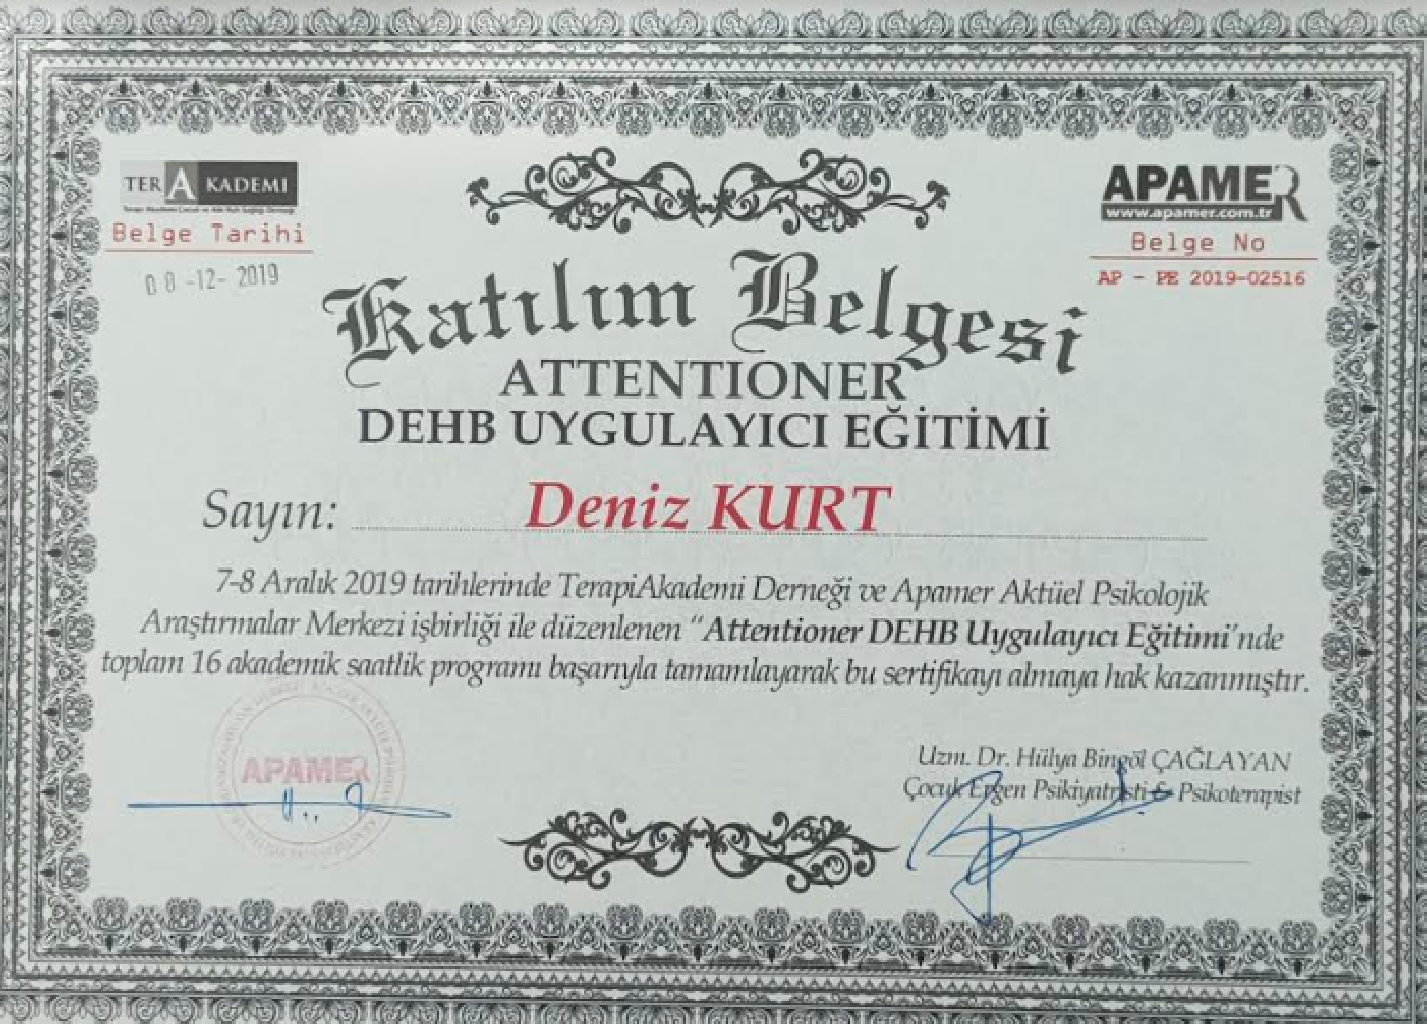 TERAKADEMI
Belge Tarihi
08-12-2019
APAMER
www.apamer.com.tr
Belge No
AP - PE 2019-02516
Katılım Belgesi
ATTENTIONER
DEHB UYGULAYICI EĞİTİMİ
Sayın: Deniz KURT
7-8 Aralık 2019 tarihlerinde TerapiAkademi Derneği ve Apamer Aktüel Psikolojik
Araştırmalar Merkezi işbirliği ile düzenlenen "Attentioner DEHB Uygulayıcı Eğitimi'nde
toplam 16 akademik saatlik programı başarıyla tamamlayarak bu sertifikayı almaya hak kazanmıştır.
APAMER
Uzm. Dr. Hülya Bingöl ÇAĞLAYAN
Çocuk Ergen Psikiyatristi & Psikoterapist